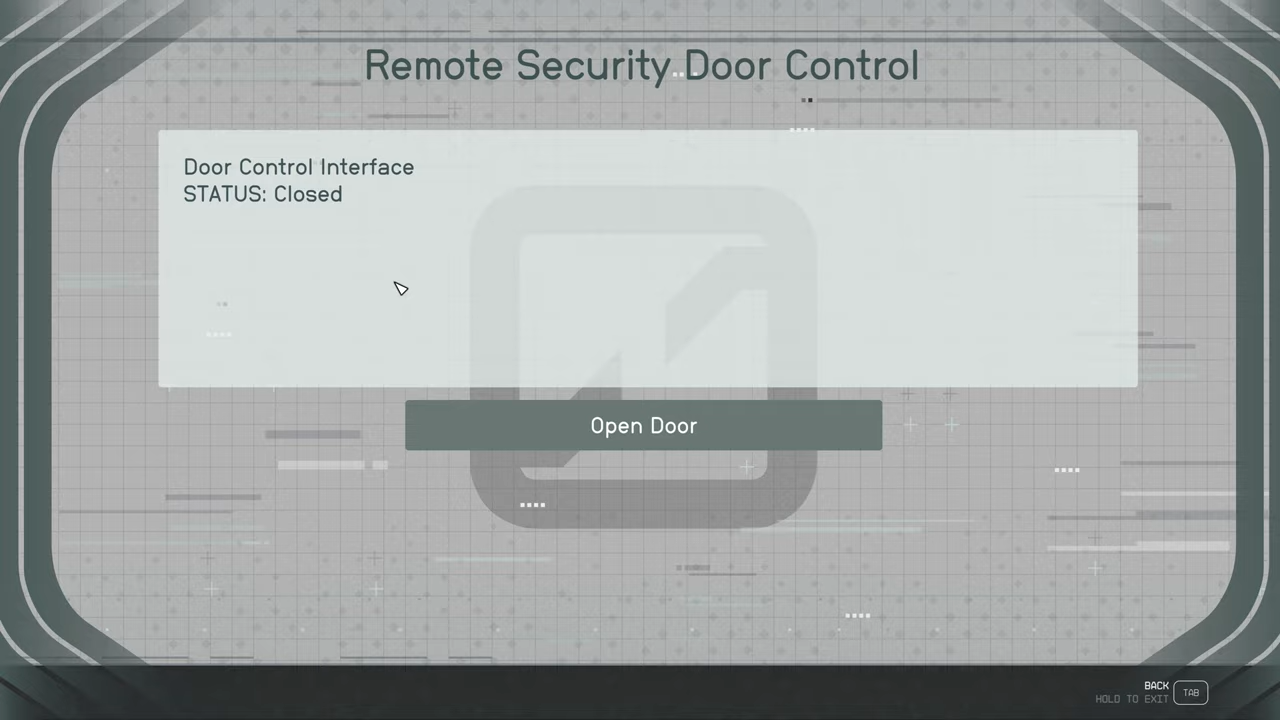 Remote Security Door Control
Door Control Interface
STATUS: Closed
Open Door
BACK
HOLD TO EXIT
TAB